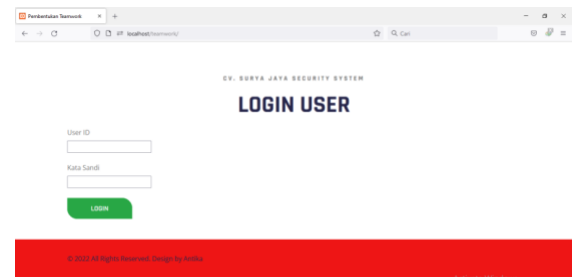 Pembentukan Teamwork
localhost/teamwork/
Cari
CV. SURYA JAYA SECURITY SYSTEM
LOGIN USER
User ID
Kata Sandi
LOGIN
© 2022 All Rights Reserved. Design by Antika